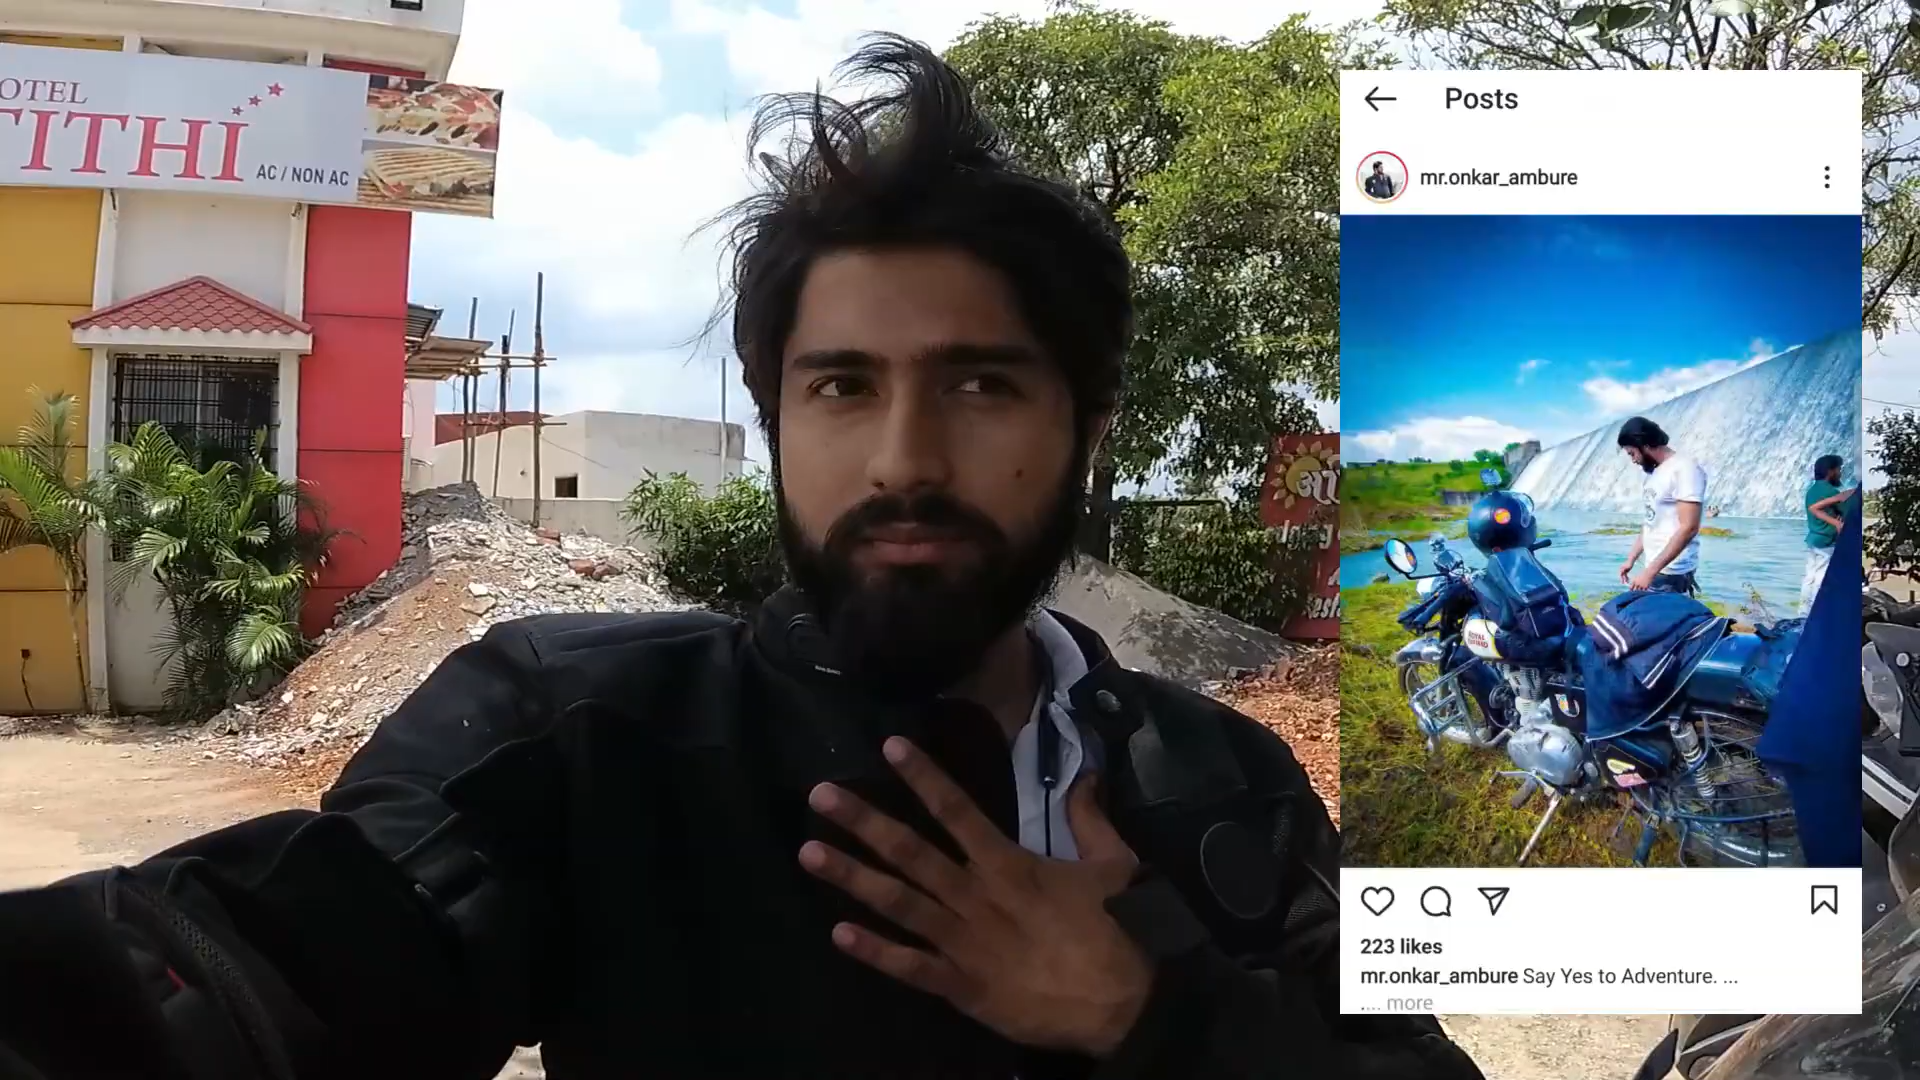 OTEL
TITHI
AC / NON AC
Posts
mr.onkar_ambure
223 likes
mr.onkar_ambure Say Yes to Adventure. ...
.... more